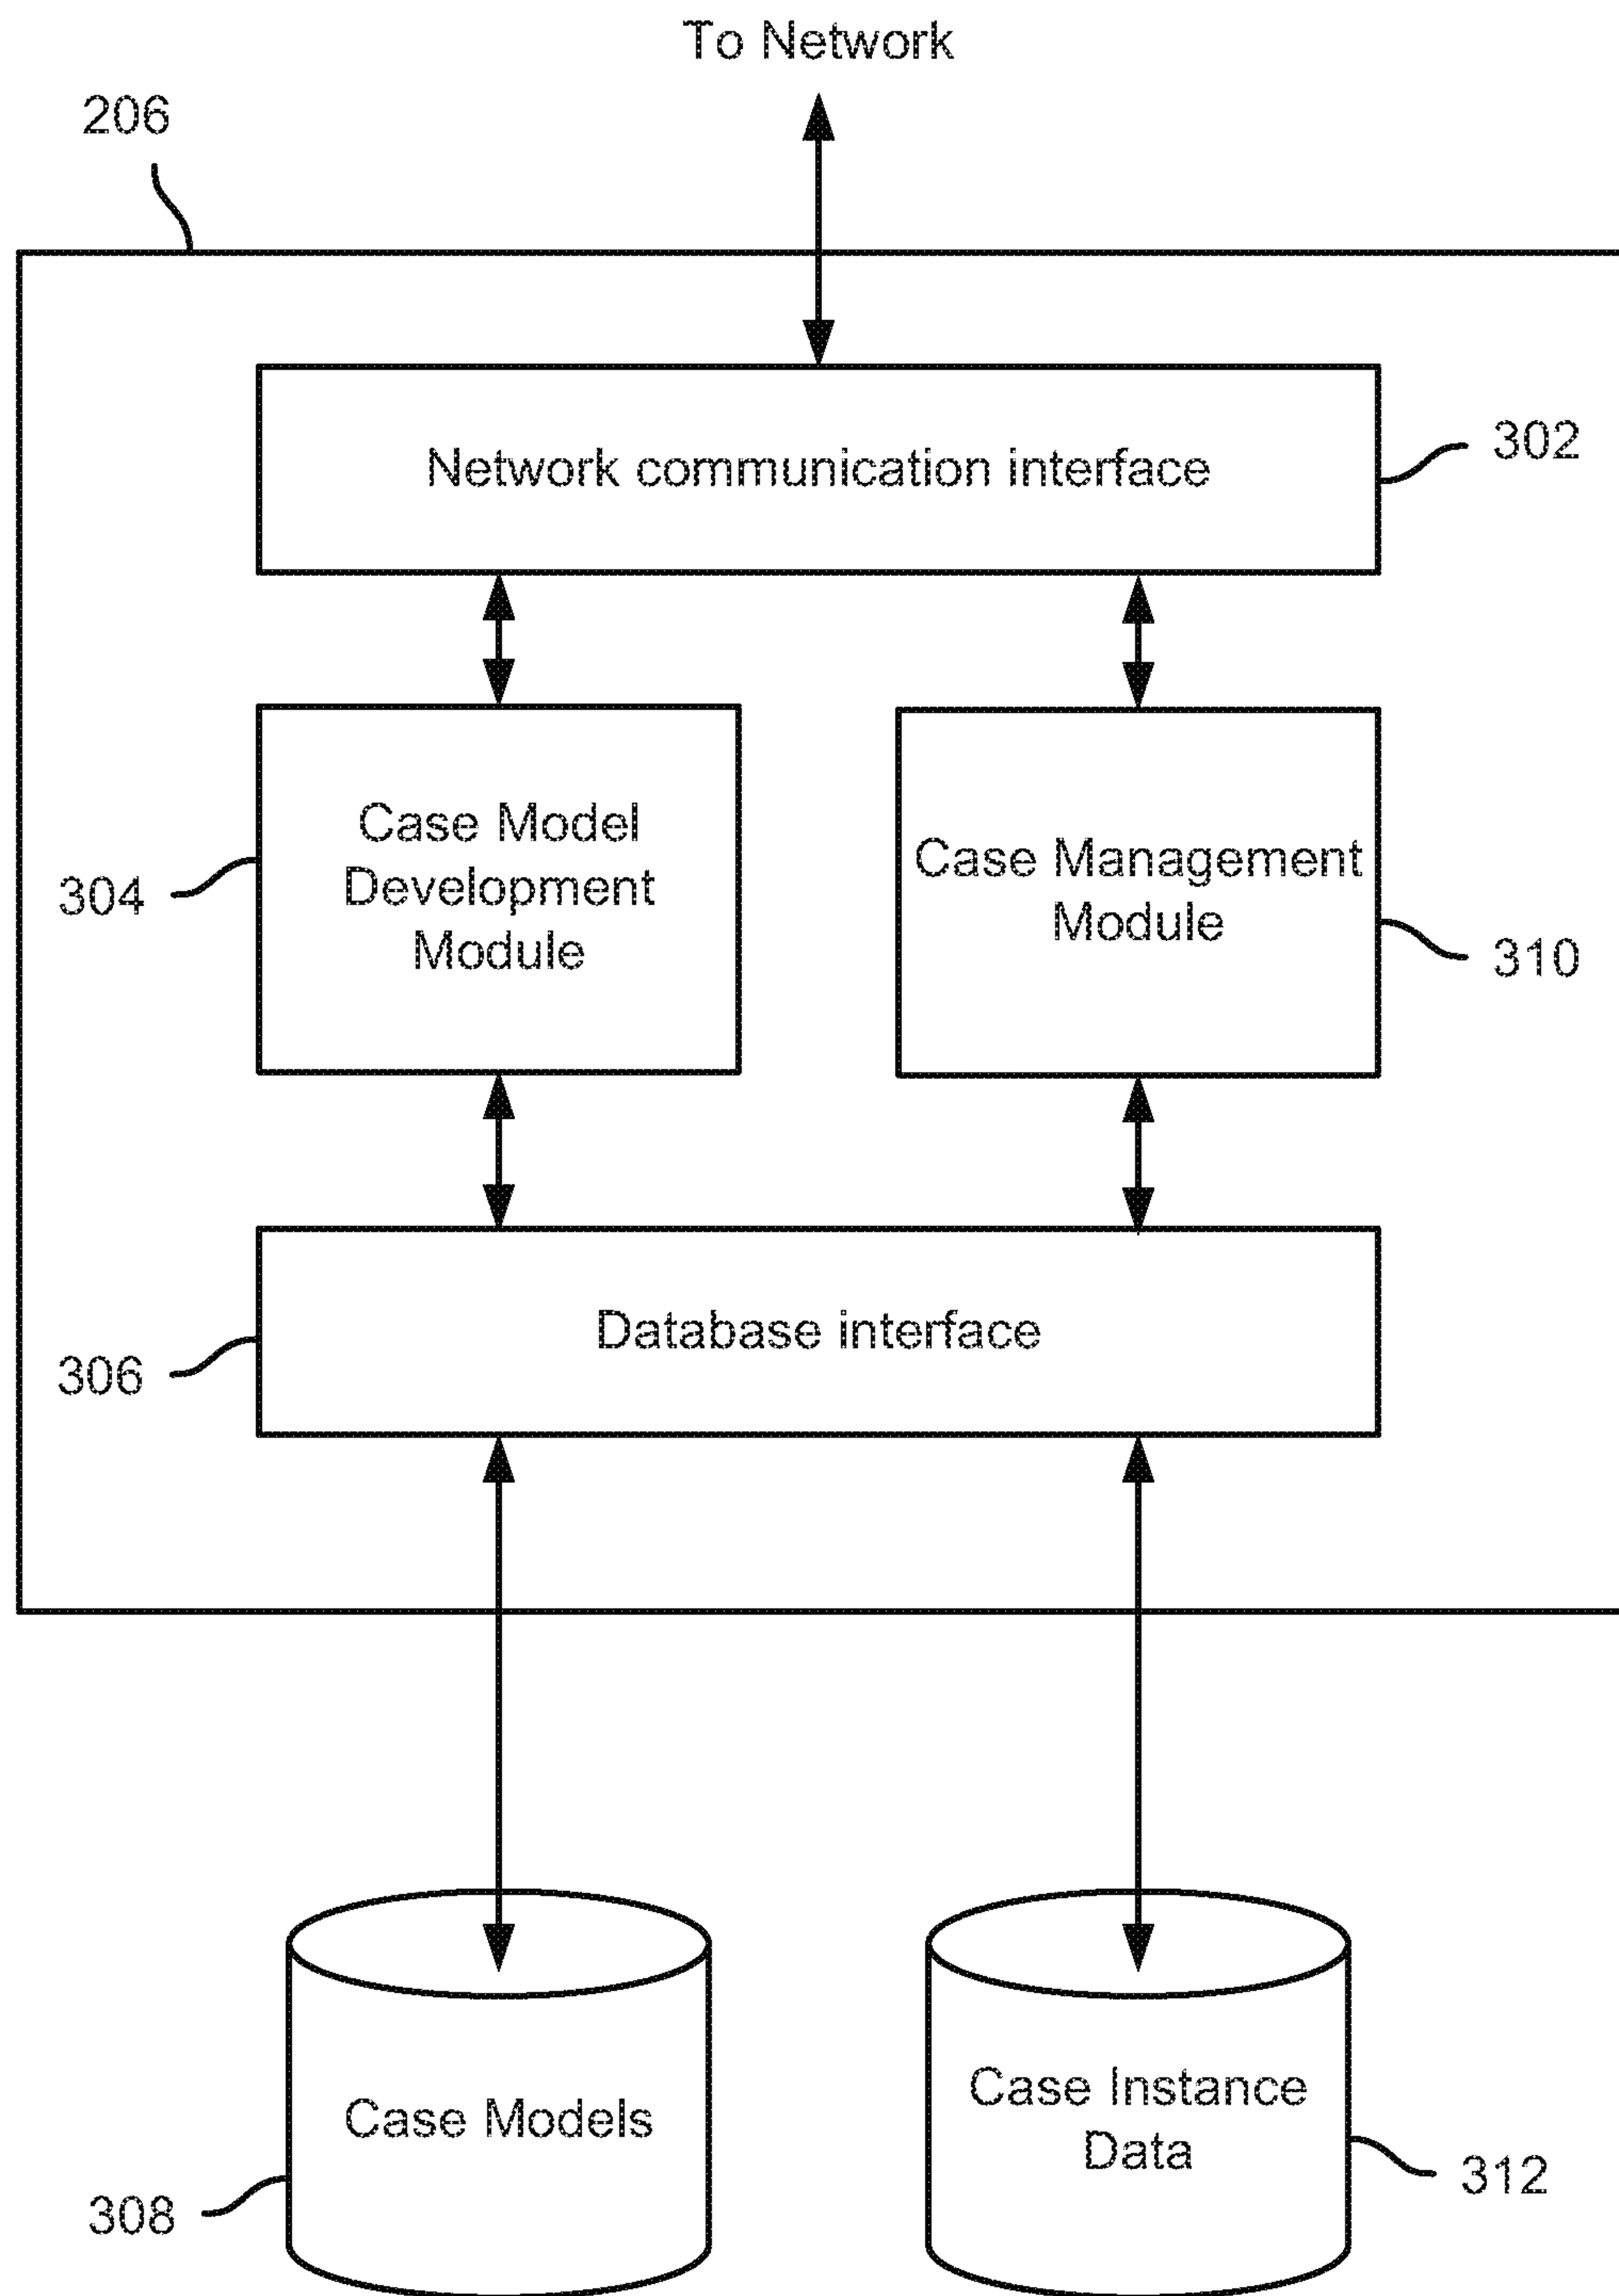 To Network
206
Network communication interface
302
Case Model
Development
Module
304
Case Management
Module
310
Database interface
306
Case Models
308
Case Instance
Data
312